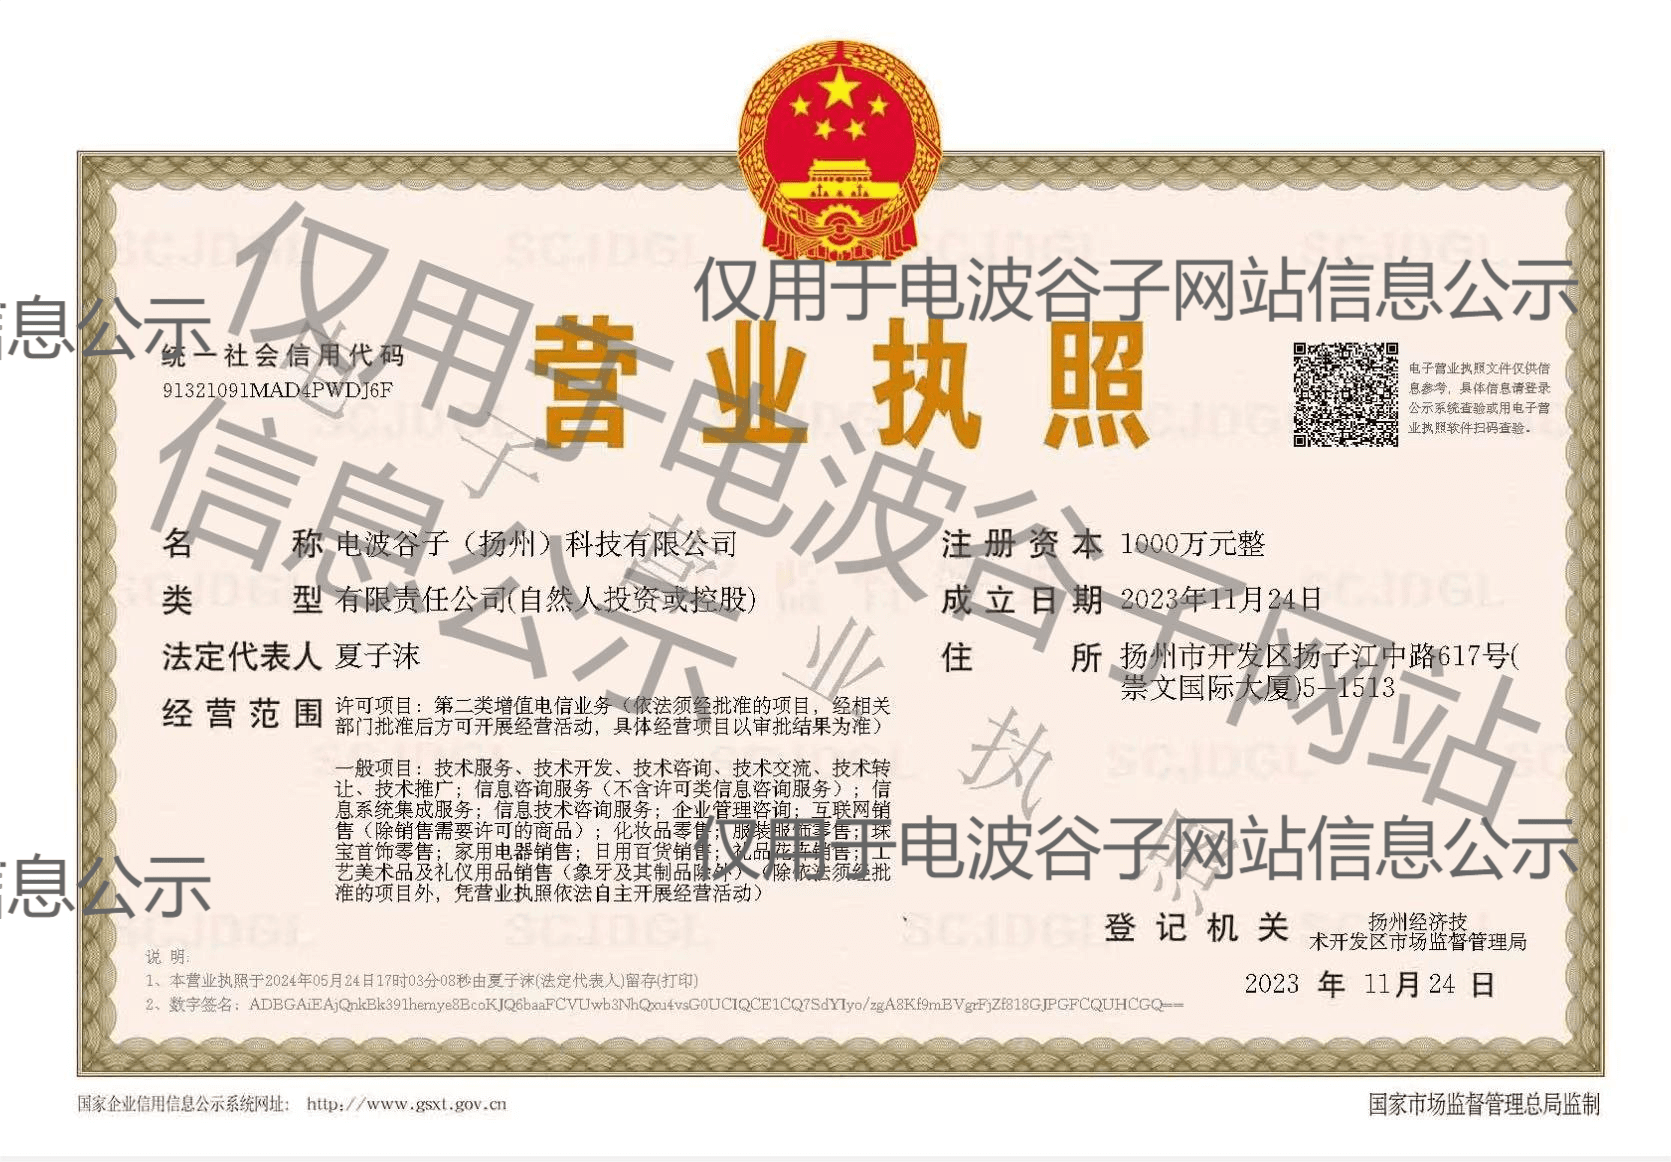 仅用于电波谷子网站信息公示
信息公示
仅用于电波谷子网站
信息公示
营业执照
统一社会信用代码
91321091MAD4PWDJ6F
电子营业执照文件仅供信
息参考，具体信息请登录
公示系统查验或用电子营
业执照软件扫码查验。
电子营业执照
名称 电波谷子（扬州）科技有限公司
注册资本 1000万元整
类型 有限责任公司(自然人投资或控股)
成立日期 2023年11月24日
法定代表人 夏子沫
住所 扬州市开发区扬子江中路617号(
崇文国际大厦)5-1513
经营范围 许可项目：第二类增值电信业务（依法须经批准的项目，经相关
部门批准后方可开展经营活动，具体经营项目以审批结果为准）
一般项目：技术服务、技术开发、技术咨询、技术交流、技术转
让、技术推广；信息咨询服务（不含许可类信息咨询服务）；信
息系统集成服务；信息技术咨询服务；企业管理咨询；互联网销
售（除销售需要许可的商品）；化妆品零售；服装服饰零售；珠
宝首饰零售；家用电器销售；日用百货销售；礼品花卉销售；工
艺美术品及礼仪用品销售（象牙及其制品除外）（除依法须经批
准的项目外，凭营业执照依法自主开展经营活动）
仅用于电波谷子网站信息公示
信息公示
登记机关 扬州经济技
术开发区市场监督管理局
2023 年 11月24 日
说明:
1、本营业执照于2024年05月24日17时03分08秒由夏子沫(法定代表人)留存(打印)
2、数字签名：
国家企业信用信息公示系统网址： http://www.gsxt.gov.cn
国家市场监督管理总局监制
SCJDGL